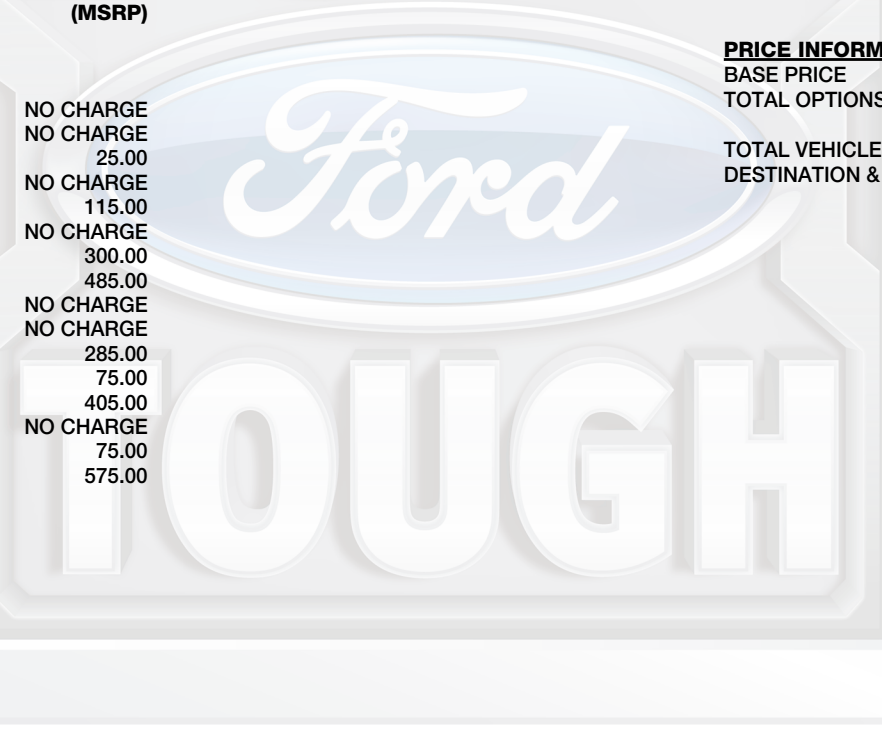 (MSRP)
NO CHARGE
NO CHARGE
25.00
NO CHARGE
115.00
NO CHARGE
300.00
485.00
NO CHARGE
NO CHARGE
285.00
75.00
405.00
NO CHARGE
75.00
575.00
PRICE INFORM
BASE PRICE
TOTAL OPTIONS
TOTAL VEHICLE
DESTINATION &
Ford
TOUGH